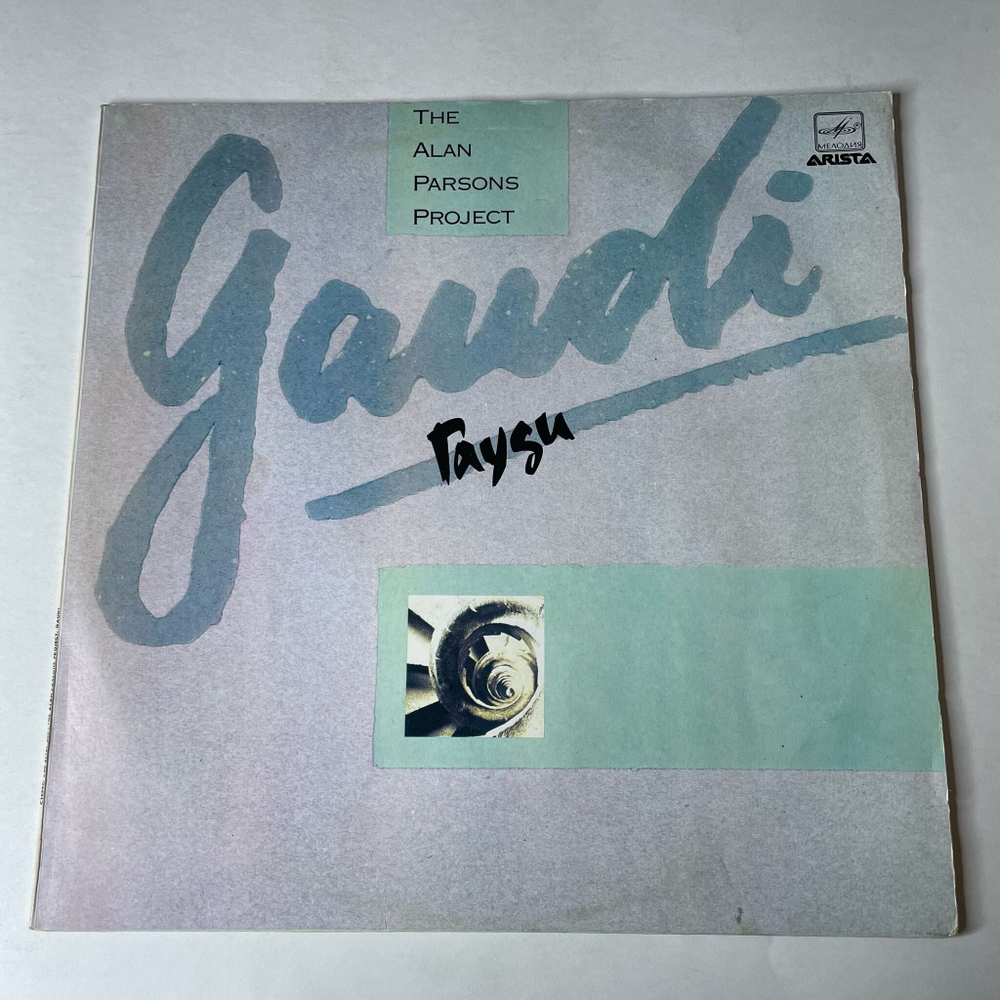 THE
ALAN
PARSONS
PROJECT
МЕЛОДИЯ
ARISTA
gaudi
Гауди